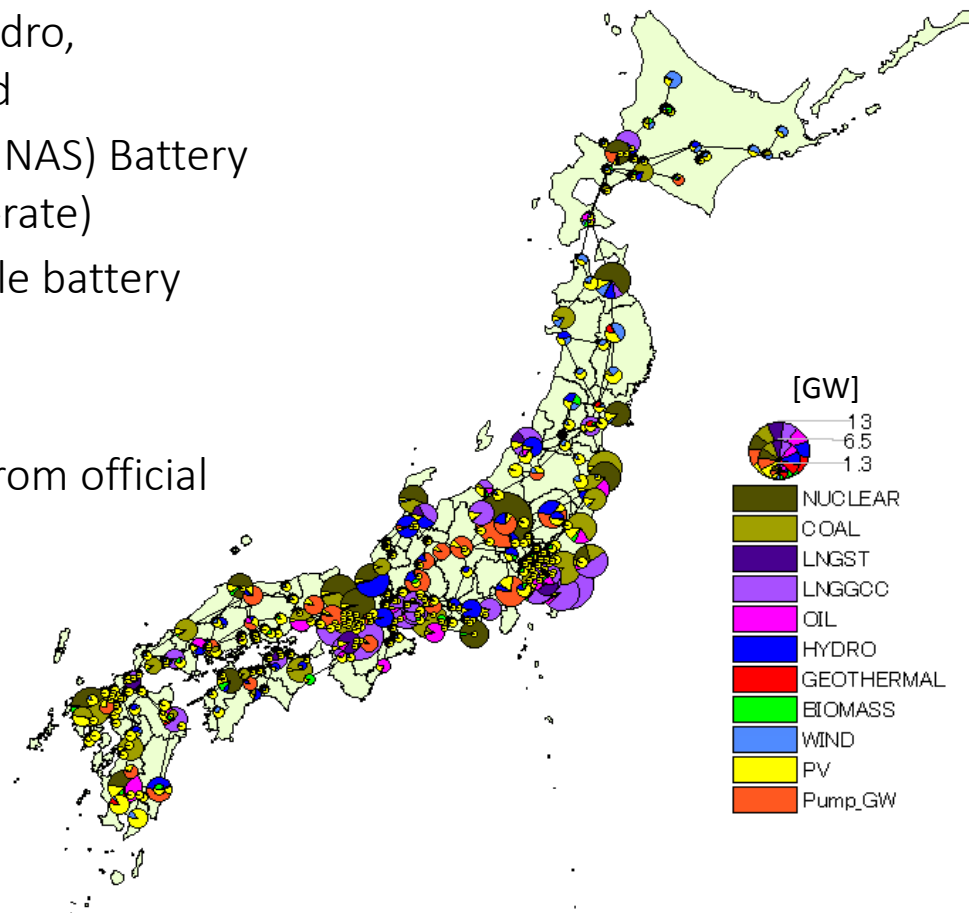 dro,
d
NAS) Battery
rate)
le battery
rom official
[GW]
13
6.5
1.3
NUCLEAR
COAL
LNGST
LNGGCC
OIL
HYDRO
GEOTHERMAL
BIOMASS
WIND
PV
Pump_GW